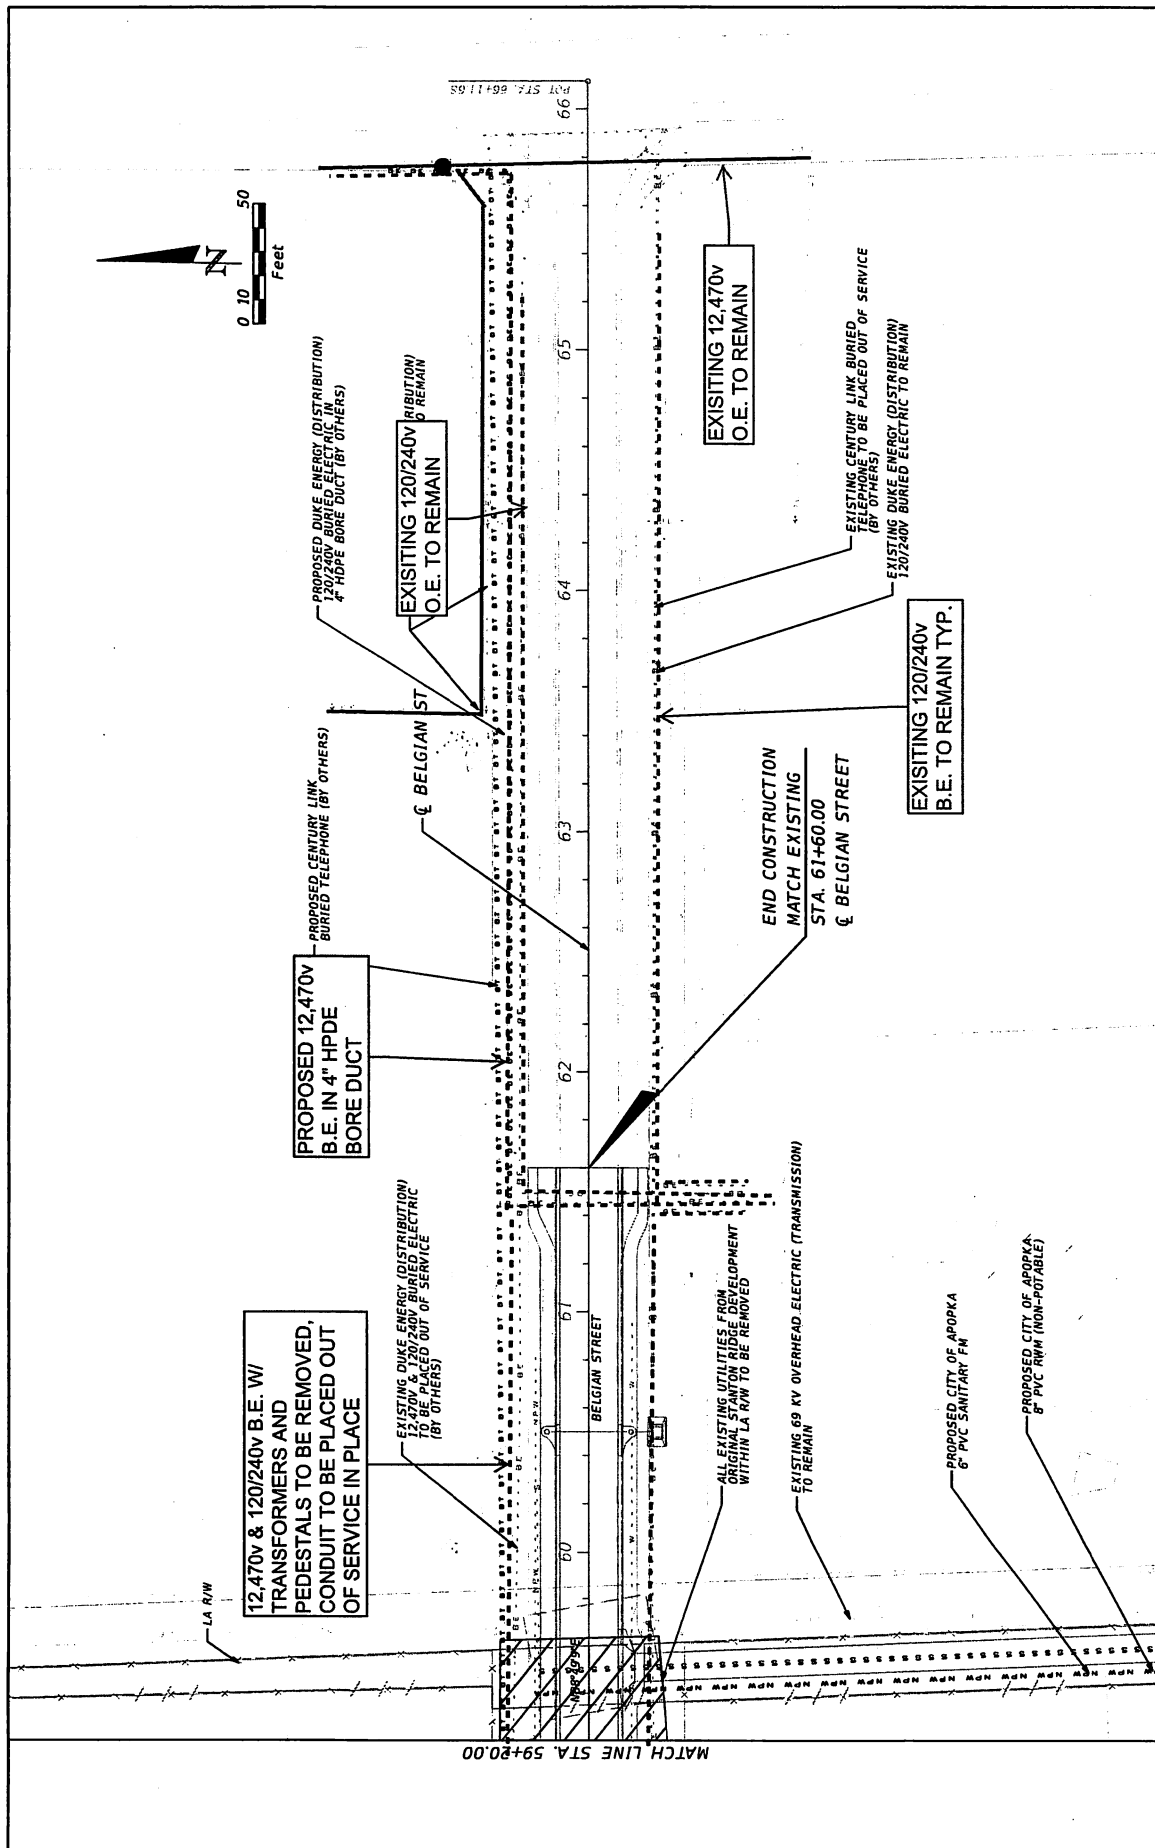 POT STA. 66+11.68
66
0 10 50
Feet
N
PROPOSED DUKE ENERGY (DISTRIBUTION)
120/240V BURIED ELECTRIC IN
4" HDPE BORE DUCT (BY OTHERS)
EXISITING 120/240v
O.E. TO REMAIN
RIBUTION)
O REMAIN
65
EXISITING 12,470v
O.E. TO REMAIN
EXISTING CENTURY LINK BURIED
TELEPHONE TO BE PLACED OUT OF SERVICE
(BY OTHERS)
EXISTING DUKE ENERGY (DISTRIBUTION)
120/240V BURIED ELECTRIC TO REMAIN
64
EXISITING 120/240v
B.E. TO REMAIN TYP.
PROPOSED CENTURY LINK
BURIED TELEPHONE (BY OTHERS)
℄ BELGIAN ST
63
END CONSTRUCTION
MATCH EXISTING
STA. 61+60.00
℄ BELGIAN STREET
PROPOSED 12,470v
B.E. IN 4" HPDE
BORE DUCT
62
EXISTING DUKE ENERGY (DISTRIBUTION)
12,470V & 120/240V BURIED ELECTRIC
TO BE PLACED OUT OF SERVICE
(BY OTHERS)
12,470v & 120/240v B.E. W/
TRANSFORMERS AND
PEDESTALS TO BE REMOVED,
CONDUIT TO BE PLACED OUT
OF SERVICE IN PLACE
61
BELGIAN STREET
60
ALL EXISTING UTILITIES FROM
ORIGINAL STANTON RIDGE DEVELOPMENT
WITHIN LA R/W TO BE REMOVED
EXISTING 69 KV OVERHEAD ELECTRIC (TRANSMISSION)
TO REMAIN
PROPOSED CITY OF APOPKA
6" PVC SANITARY FM
PROPOSED CITY OF APOPKA
8" PVC RWM (NON-POTABLE)
LA R/W
MATCH LINE STA. 59+20.00